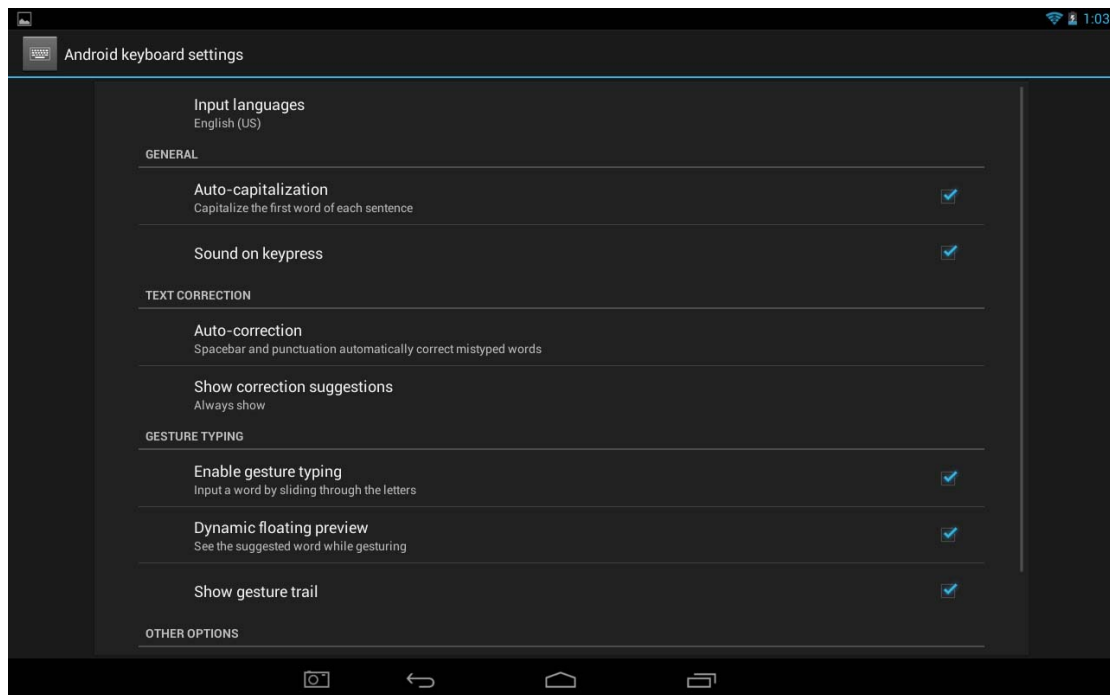 1:03
Android keyboard settings
Input languages
English (US)
GENERAL
Auto-capitalization
Capitalize the first word of each sentence
Sound on keypress
TEXT CORRECTION
Auto-correction
Spacebar and punctuation automatically correct mistyped words
Show correction suggestions
Always show
GESTURE TYPING
Enable gesture typing
Input a word by sliding through the letters
Dynamic floating preview
See the suggested word while gesturing
Show gesture trail
OTHER OPTIONS